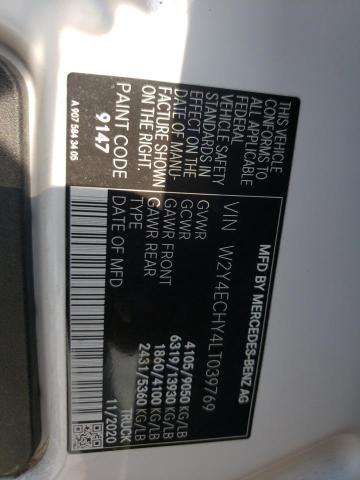 MFD. BY MERCEDES-BENZ AG
VIN W2Y4ECHY4LT039769
GVWR 4105/9050 KG/LB
GCWR 6319/13930 KG/LB
GAWR FRONT 1860/4100 KG/LB
GAWR REAR 2431/5360 KG/LB
TYPE TRUCK
DATE OF MFD 11/2020
THIS VEHICLE
CONFORMS TO
ALL APPLICABLE
FEDERAL
VEHICLE SAFETY
STANDARDS IN
EFFECT ON THE
DATE OF MANU-
FACTURE SHOWN
ON THE RIGHT.
PAINT CODE
9147
A 907 584 34 05